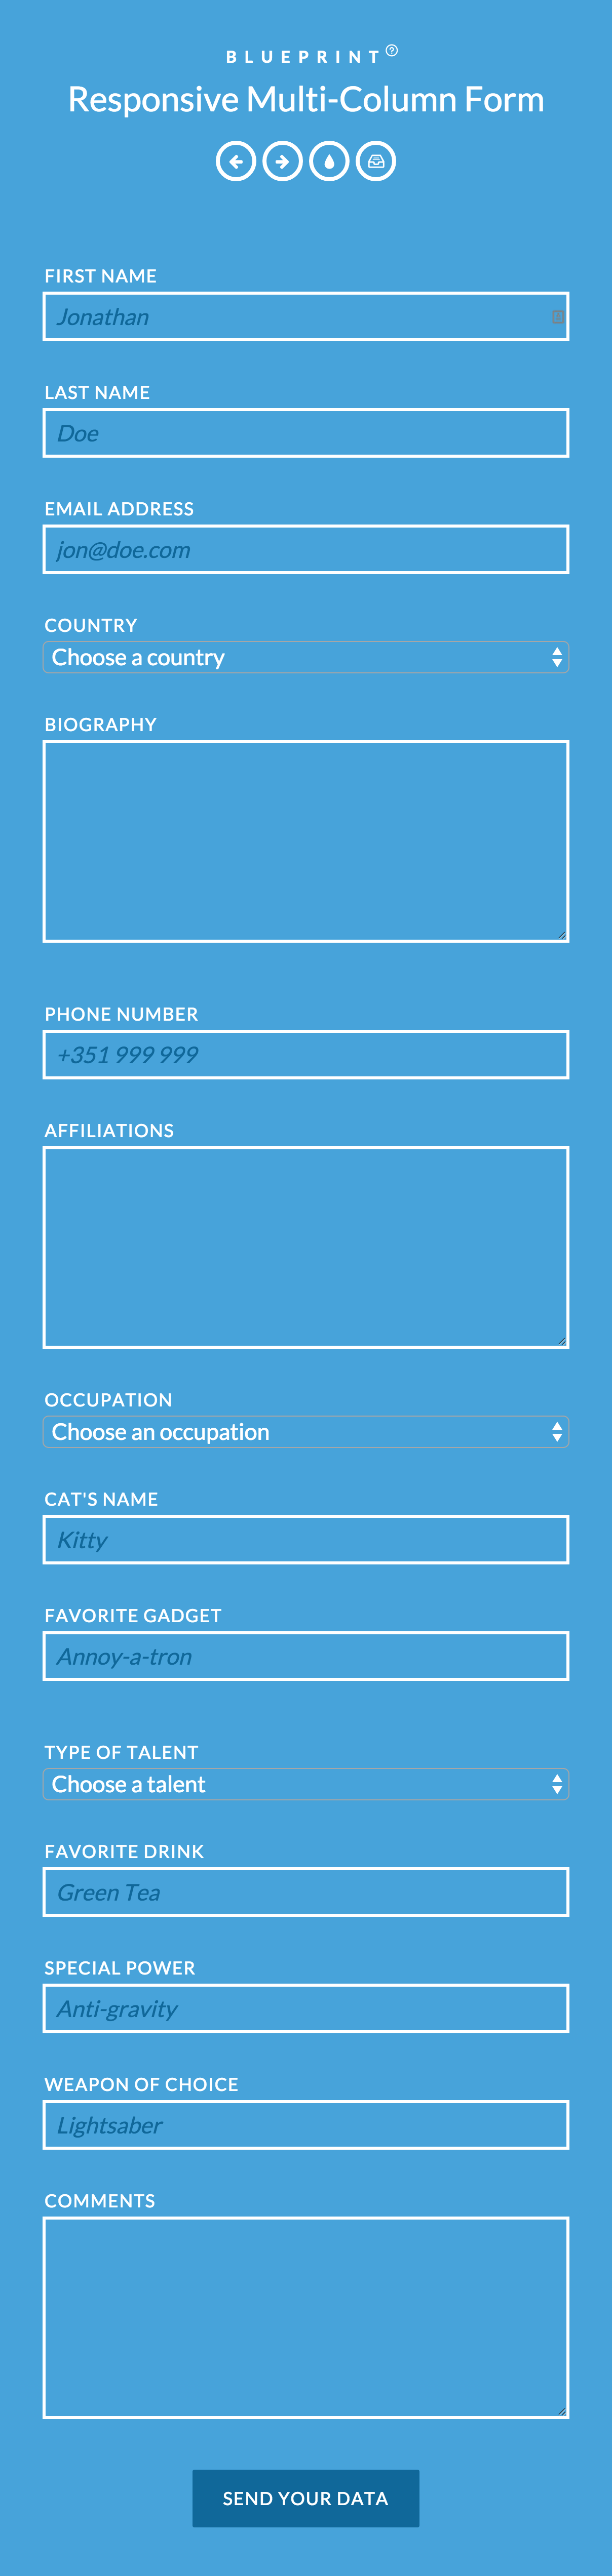 BLUEPRINT
Responsive Multi-Column Form
FIRST NAME
Jonathan
LAST NAME
Doe
EMAIL ADDRESS
jon@doe.com
COUNTRY
Choose a country
BIOGRAPHY
PHONE NUMBER
+351 999 999
AFFILIATIONS
OCCUPATION
Choose an occupation
CAT'S NAME
Kitty
FAVORITE GADGET
Annoy-a-tron
TYPE OF TALENT
Choose a talent
FAVORITE DRINK
Green Tea
SPECIAL POWER
Anti-gravity
WEAPON OF CHOICE
Lightsaber
COMMENTS
SEND YOUR DATA